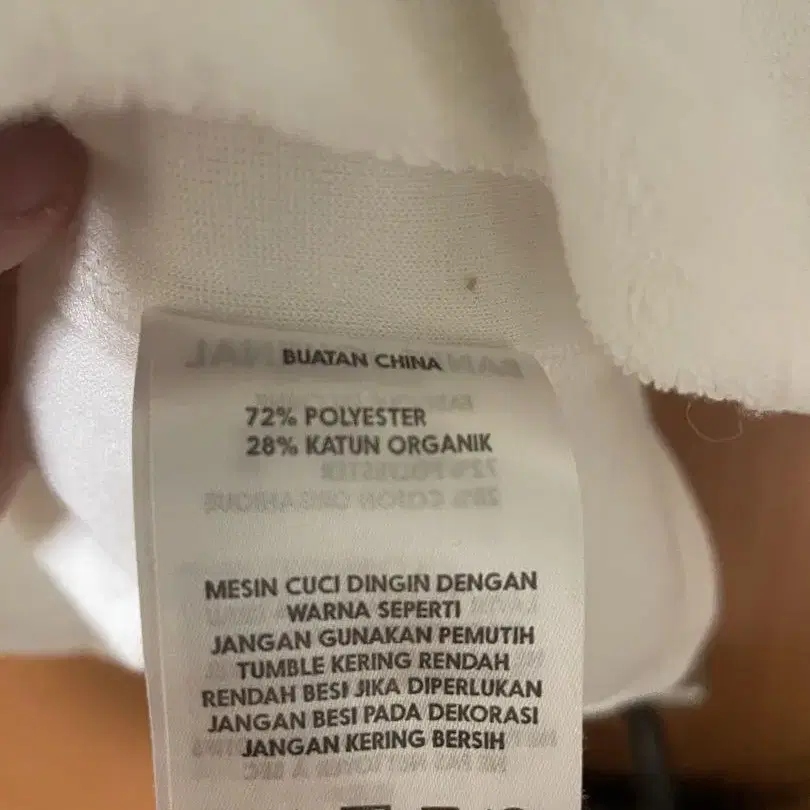 BUATAN CHINA
72% POLYESTER
28% KATUN ORGANIK
MESIN CUCI DINGIN DENGAN
WARNA SEPERTI
JANGAN GUNAKAN PEMUTIH
TUMBLE KERING RENDAH
RENDAH BESI JIKA DIPERLUKAN
JANGAN BESI PADA DEKORASI
JANGAN KERING BERSIH